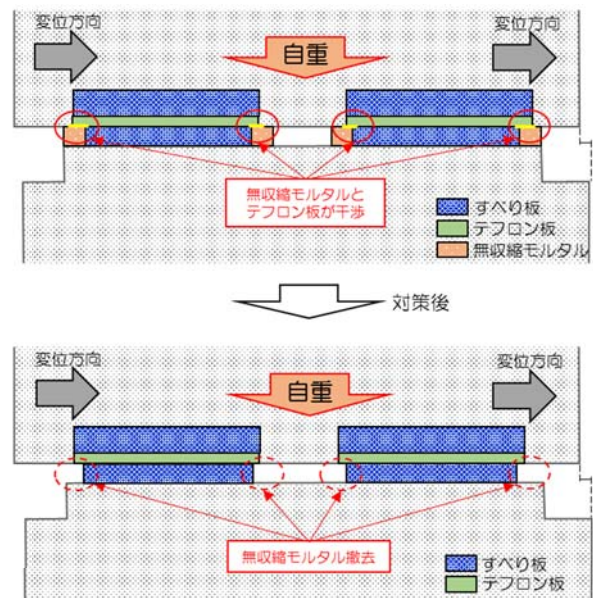 変位方向
自重
変位方向
無収縮モルタルと
テフロン板が干渉
すべり板
テフロン板
無収縮モルタル
対策後
変位方向
自重
変位方向
無収縮モルタル撤去
すべり板
テフロン板